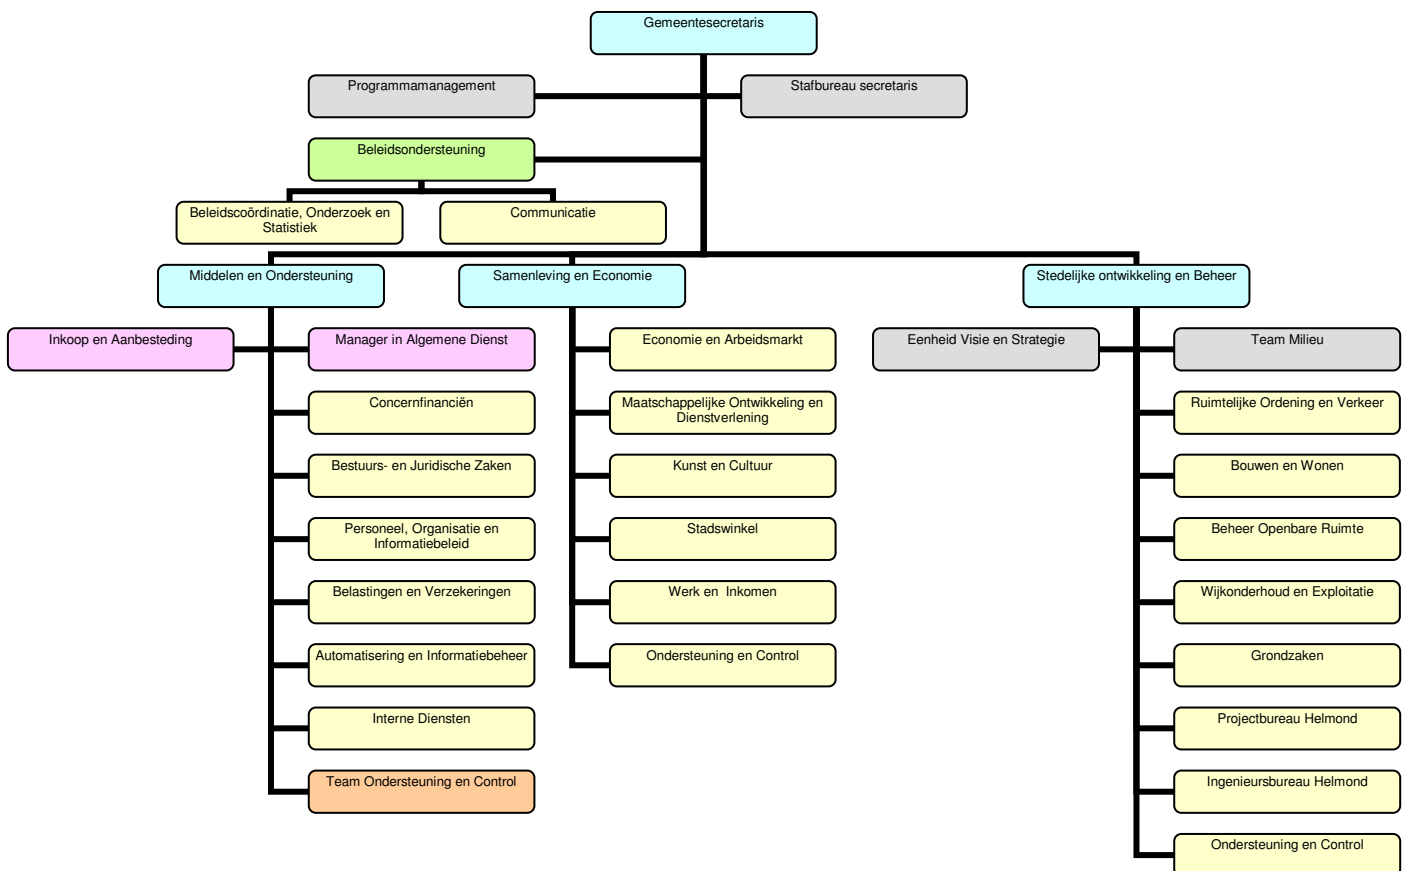 Gemeentesecretaris
Programmamanagement
Stafbureau secretaris
Beleidsondersteuning
Beleidscoördinatie, Onderzoek en
Statistiek
Communicatie
Middelen en Ondersteuning
Samenleving en Economie
Stedelijke ontwikkeling en Beheer
Inkoop en Aanbesteding
Manager in Algemene Dienst
Economie en Arbeidsmarkt
Eenheid Visie en Strategie
Team Milieu
Concernfinanciën
Maatschappelijke Ontwikkeling en
Dienstverlening
Ruimtelijke Ordening en Verkeer
Bestuurs- en Juridische Zaken
Kunst en Cultuur
Bouwen en Wonen
Personeel, Organisatie en
Informatiebeleid
Stadswinkel
Beheer Openbare Ruimte
Belastingen en Verzekeringen
Werk en Inkomen
Wijkonderhoud en Exploitatie
Automatisering en Informatiebeheer
Ondersteuning en Control
Grondzaken
Interne Diensten
Projectbureau Helmond
Team Ondersteuning en Control
Ingenieursbureau Helmond
Ondersteuning en Control